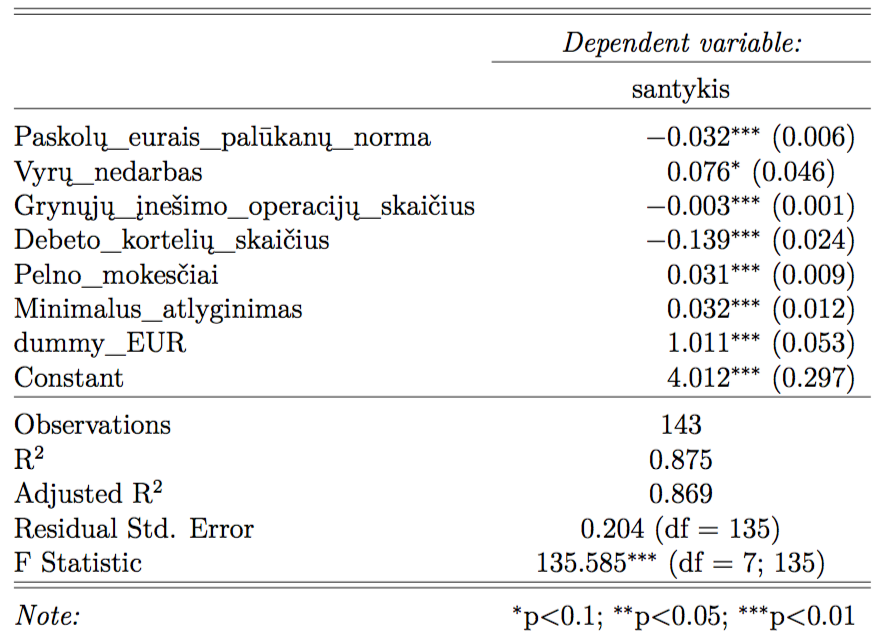 Dependent variable:
santykis
Paskolų_eurais_palūkanų_norma −0.032*** (0.006)
Vyrų_nedarbas 0.076* (0.046)
Grynųjų_įnešimo_operacijų_skaičius −0.003*** (0.001)
Debeto_kortelių_skaičius −0.139*** (0.024)
Pelno_mokesčiai 0.031*** (0.009)
Minimalus_atlyginimas 0.032*** (0.012)
dummy_EUR 1.011*** (0.053)
Constant 4.012*** (0.297)
Observations 143
R² 0.875
Adjusted R² 0.869
Residual Std. Error 0.204 (df = 135)
F Statistic 135.585*** (df = 7; 135)
Note: *p<0.1; **p<0.05; ***p<0.01